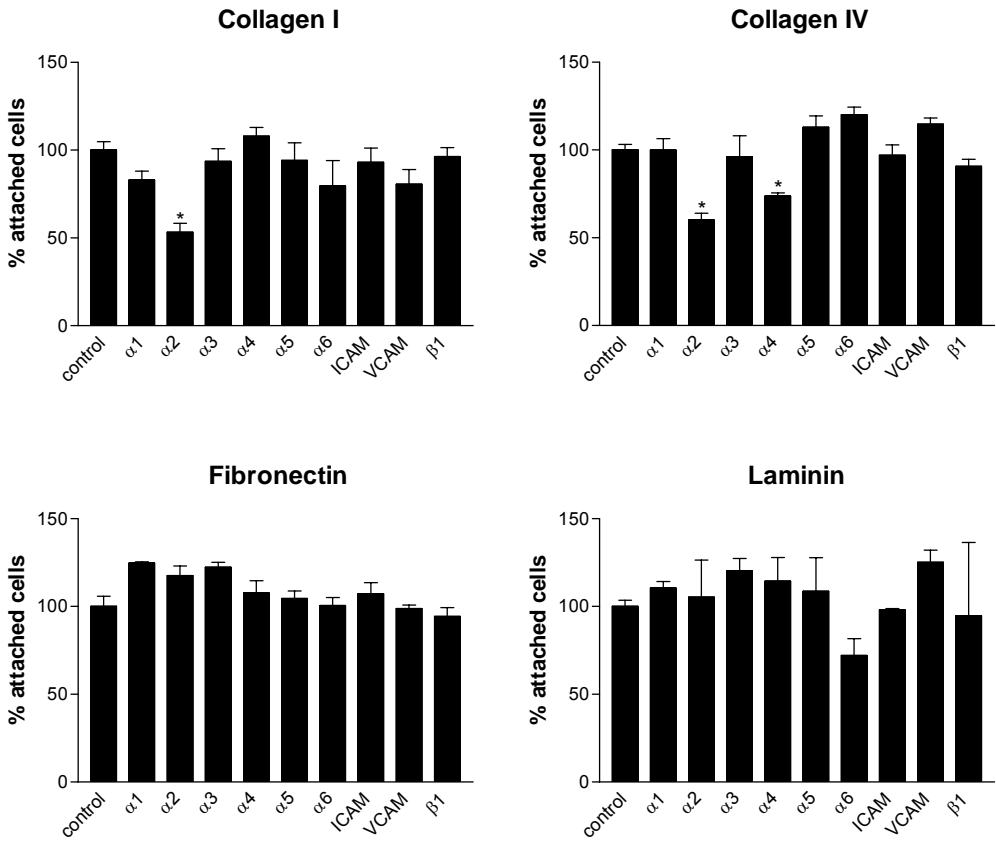 Collagen I
% attached cells
150
100
50
0
*
control α1 α2 α3 α4 α5 α6 ICAM VCAM β1
Collagen IV
% attached cells
150
100
50
0
*
*
control α1 α2 α3 α4 α5 α6 ICAM VCAM β1
Fibronectin
% attached cells
150
100
50
0
control α1 α2 α3 α4 α5 α6 ICAM VCAM β1
Laminin
% attached cells
150
100
50
0
control α1 α2 α3 α4 α5 α6 ICAM VCAM β1